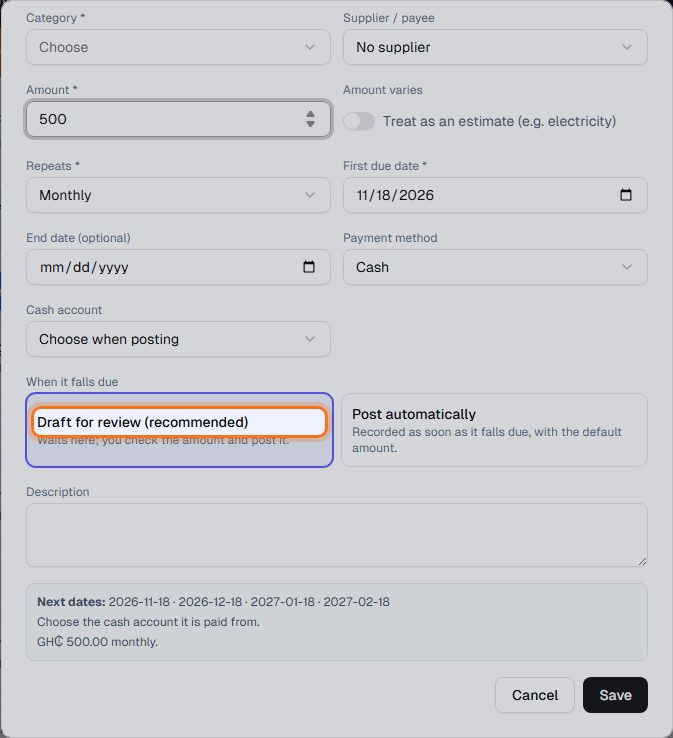 Category *
Supplier / payee
Choose
No supplier
Amount *
Amount varies
500
Treat as an estimate (e.g. electricity)
Repeats *
First due date *
Monthly
11/18/2026
End date (optional)
Payment method
mm/dd/yyyy
Cash
Cash account
Choose when posting
When it falls due
Draft for review (recommended)
Waits here; you check the amount and post it.
Post automatically
Recorded as soon as it falls due, with the default
amount.
Description
Next dates: 2026-11-18 · 2026-12-18 · 2027-01-18 · 2027-02-18
Choose the cash account it is paid from.
GH₵ 500.00 monthly.
Cancel
Save